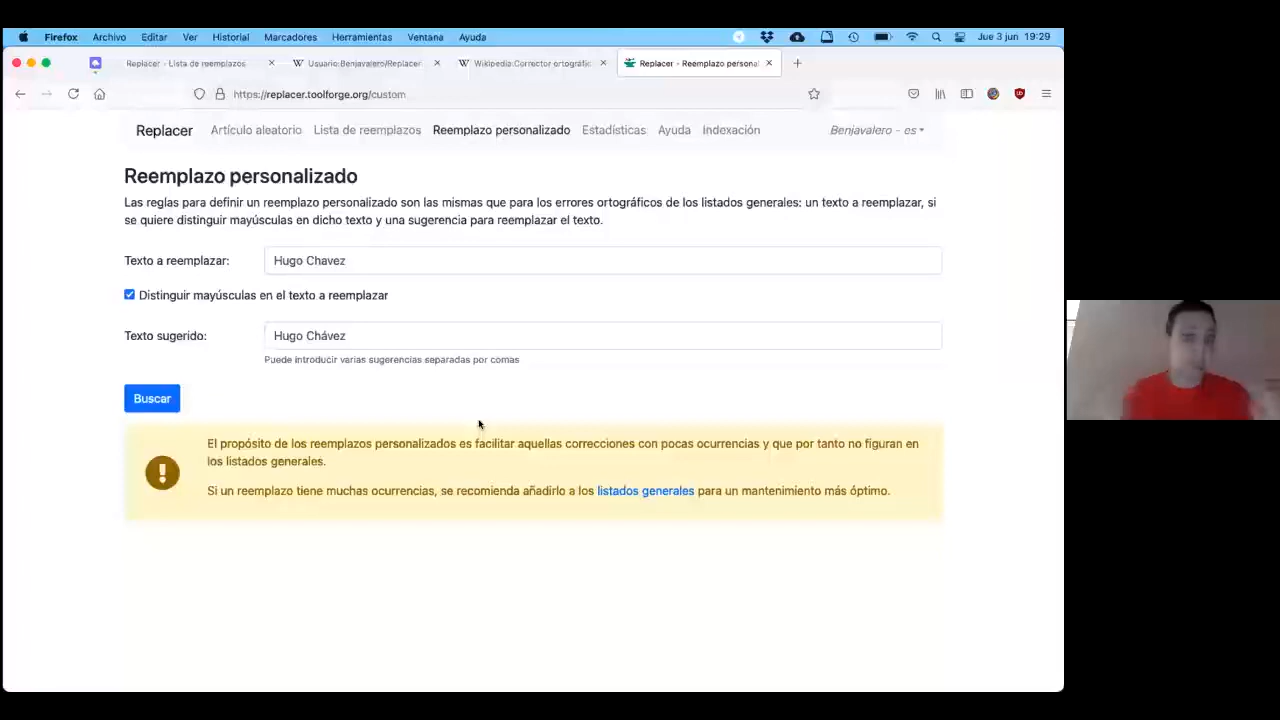 Firefox Archivo Editar Ver Historial Marcadores Herramientas Ventana Ayuda Jue 3 jun 19:29
Replacer - Lista de reemplazos Usuario:Benjavalero/Replacer Wikipedia:Corrector ortográfic Replacer - Reemplazo personal
https://replacer.toolforge.org/custom
Replacer Artículo aleatorio Lista de reemplazos Reemplazo personalizado Estadísticas Ayuda Indexación Benjavalero - es
Reemplazo personalizado
Las reglas para definir un reemplazo personalizado son las mismas que para los errores ortográficos de los listados generales: un texto a reemplazar, si
se quiere distinguir mayúsculas en dicho texto y una sugerencia para reemplazar el texto.
Texto a reemplazar: Hugo Chavez
Distinguir mayúsculas en el texto a reemplazar
Texto sugerido: Hugo Chávez
Puede introducir varias sugerencias separadas por comas
Buscar
El propósito de los reemplazos personalizados es facilitar aquellas correcciones con pocas ocurrencias y que por tanto no figuran en
los listados generales.
Si un reemplazo tiene muchas ocurrencias, se recomienda añadirlo a los listados generales para un mantenimiento más óptimo.